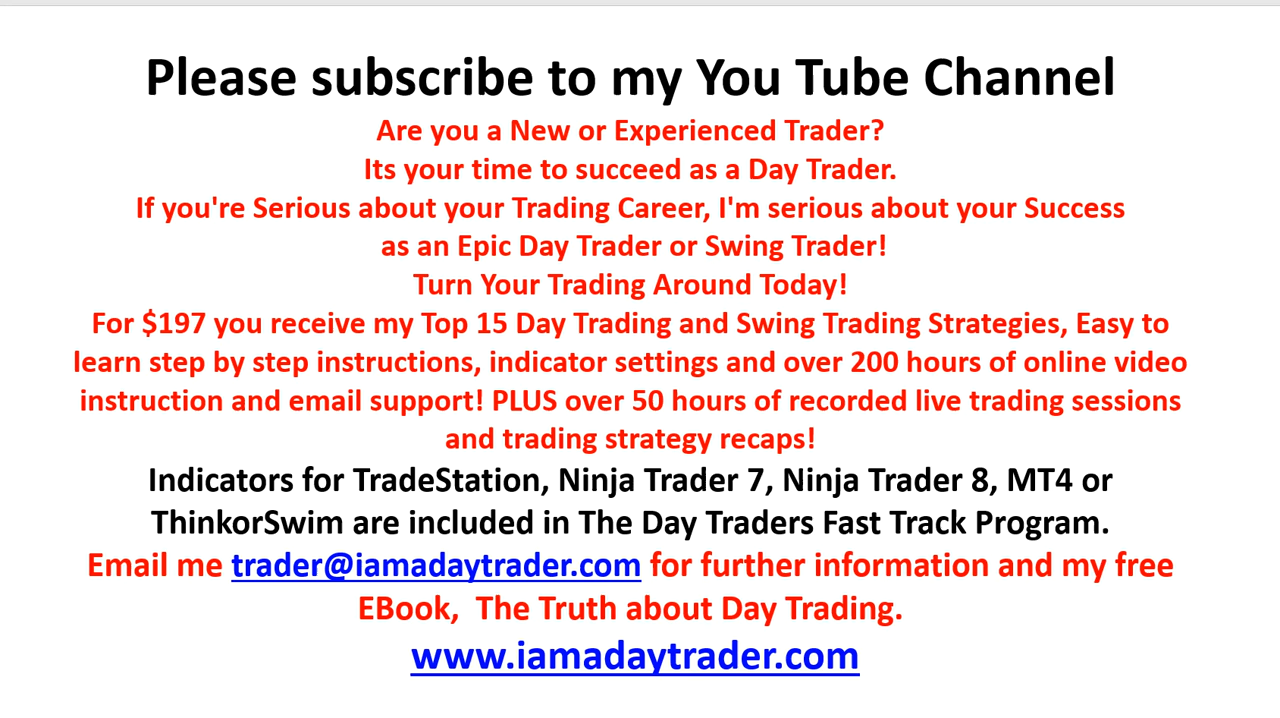 Please subscribe to my You Tube Channel
Are you a New or Experienced Trader?
Its your time to succeed as a Day Trader.
If you're Serious about your Trading Career, I'm serious about your Success
as an Epic Day Trader or Swing Trader!
Turn Your Trading Around Today!
For $197 you receive my Top 15 Day Trading and Swing Trading Strategies, Easy to
learn step by step instructions, indicator settings and over 200 hours of online video
instruction and email support! PLUS over 50 hours of recorded live trading sessions
and trading strategy recaps!
Indicators for TradeStation, Ninja Trader 7, Ninja Trader 8, MT4 or
ThinkorSwim are included in The Day Traders Fast Track Program.
Email me trader@iamadaytrader.com for further information and my free
EBook,  The Truth about Day Trading.
www.iamadaytrader.com